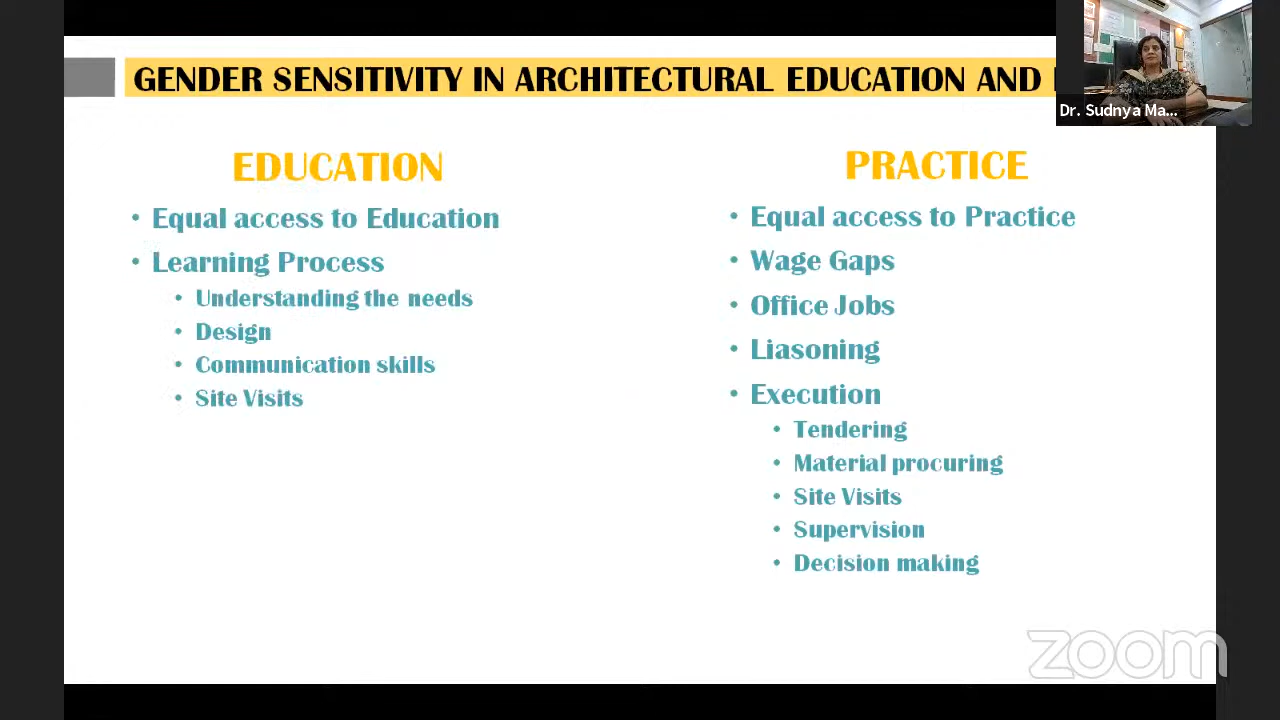 GENDER SENSITIVITY IN ARCHITECTURAL EDUCATION AND
Dr. Sudnya Ma...
EDUCATION
• Equal access to Education
• Learning Process
• Understanding the needs
• Design
• Communication skills
• Site Visits
PRACTICE
• Equal access to Practice
• Wage Gaps
• Office Jobs
• Liasoning
• Execution
• Tendering
• Material procuring
• Site Visits
• Supervision
• Decision making
zoom